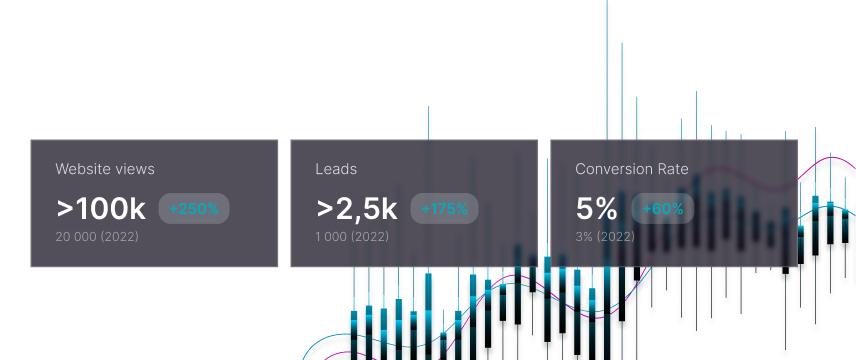 Website views
>100k +250%
20 000 (2022)
Leads
>2,5k +175%
1 000 (2022)
Conversion Rate
5% +60%
3% (2022)